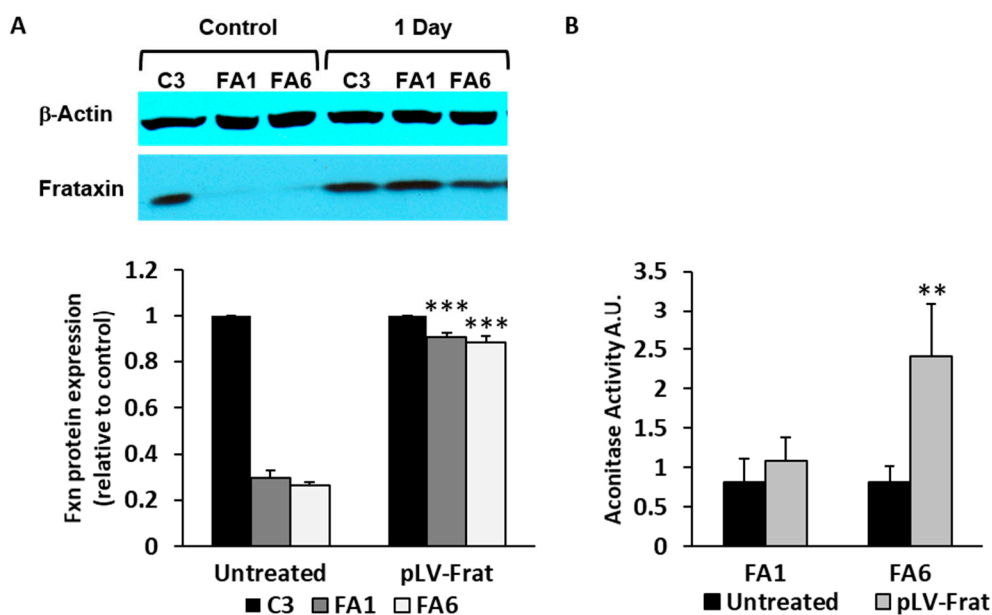 A
B
Control
1 Day
C3 FA1 FA6 C3 FA1 FA6
β-Actin
Frataxin
Fxn protein expression
(relative to control)
1.2
1
0.8
0.6
0.4
0.2
0
***
***
Untreated
pLV-Frat
C3 FA1 FA6
Aconitase Activity A.U.
3.5
3
2.5
2
1.5
1
0.5
0
**
FA1
FA6
Untreated pLV-Frat